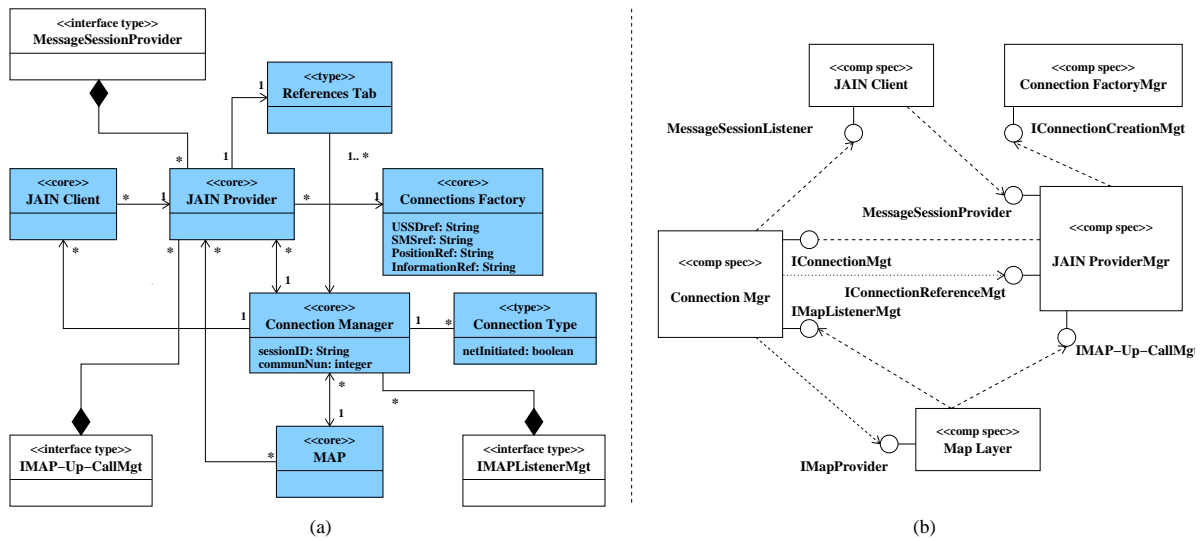 <<interface type>>
MessageSessionProvider
<<type>>
References Tab
1
1
1.. *
*
<<core>>
JAIN Client
*
1
<<core>>
JAIN Provider
*
1
<<core>>
Connections Factory
USSDref: String
SMSref: String
PositionRef: String
InformationRef: String
*
*
*
*
1
1
<<core>>
Connection Manager
sessionID: String
communNun: integer
1
*
<<type>>
Connection Type
netInitiated: boolean
*
*
1
<<interface type>>
IMAP-Up-CallMgt
*
<<core>>
MAP
<<interface type>>
IMAPListenerMgt
(a)
<<comp spec>>
JAIN Client
<<comp spec>>
Connection FactoryMgr
MessageSessionListener
IConnectionCreationMgt
MessageSessionProvider
<<comp spec>>
Connection Mgr
IConnectionMgt
<<comp spec>>
JAIN ProviderMgr
IConnectionReferenceMgt
IMapListenerMgt
IMAP-Up-CallMgt
<<comp spec>>
Map Layer
IMapProvider
(b)